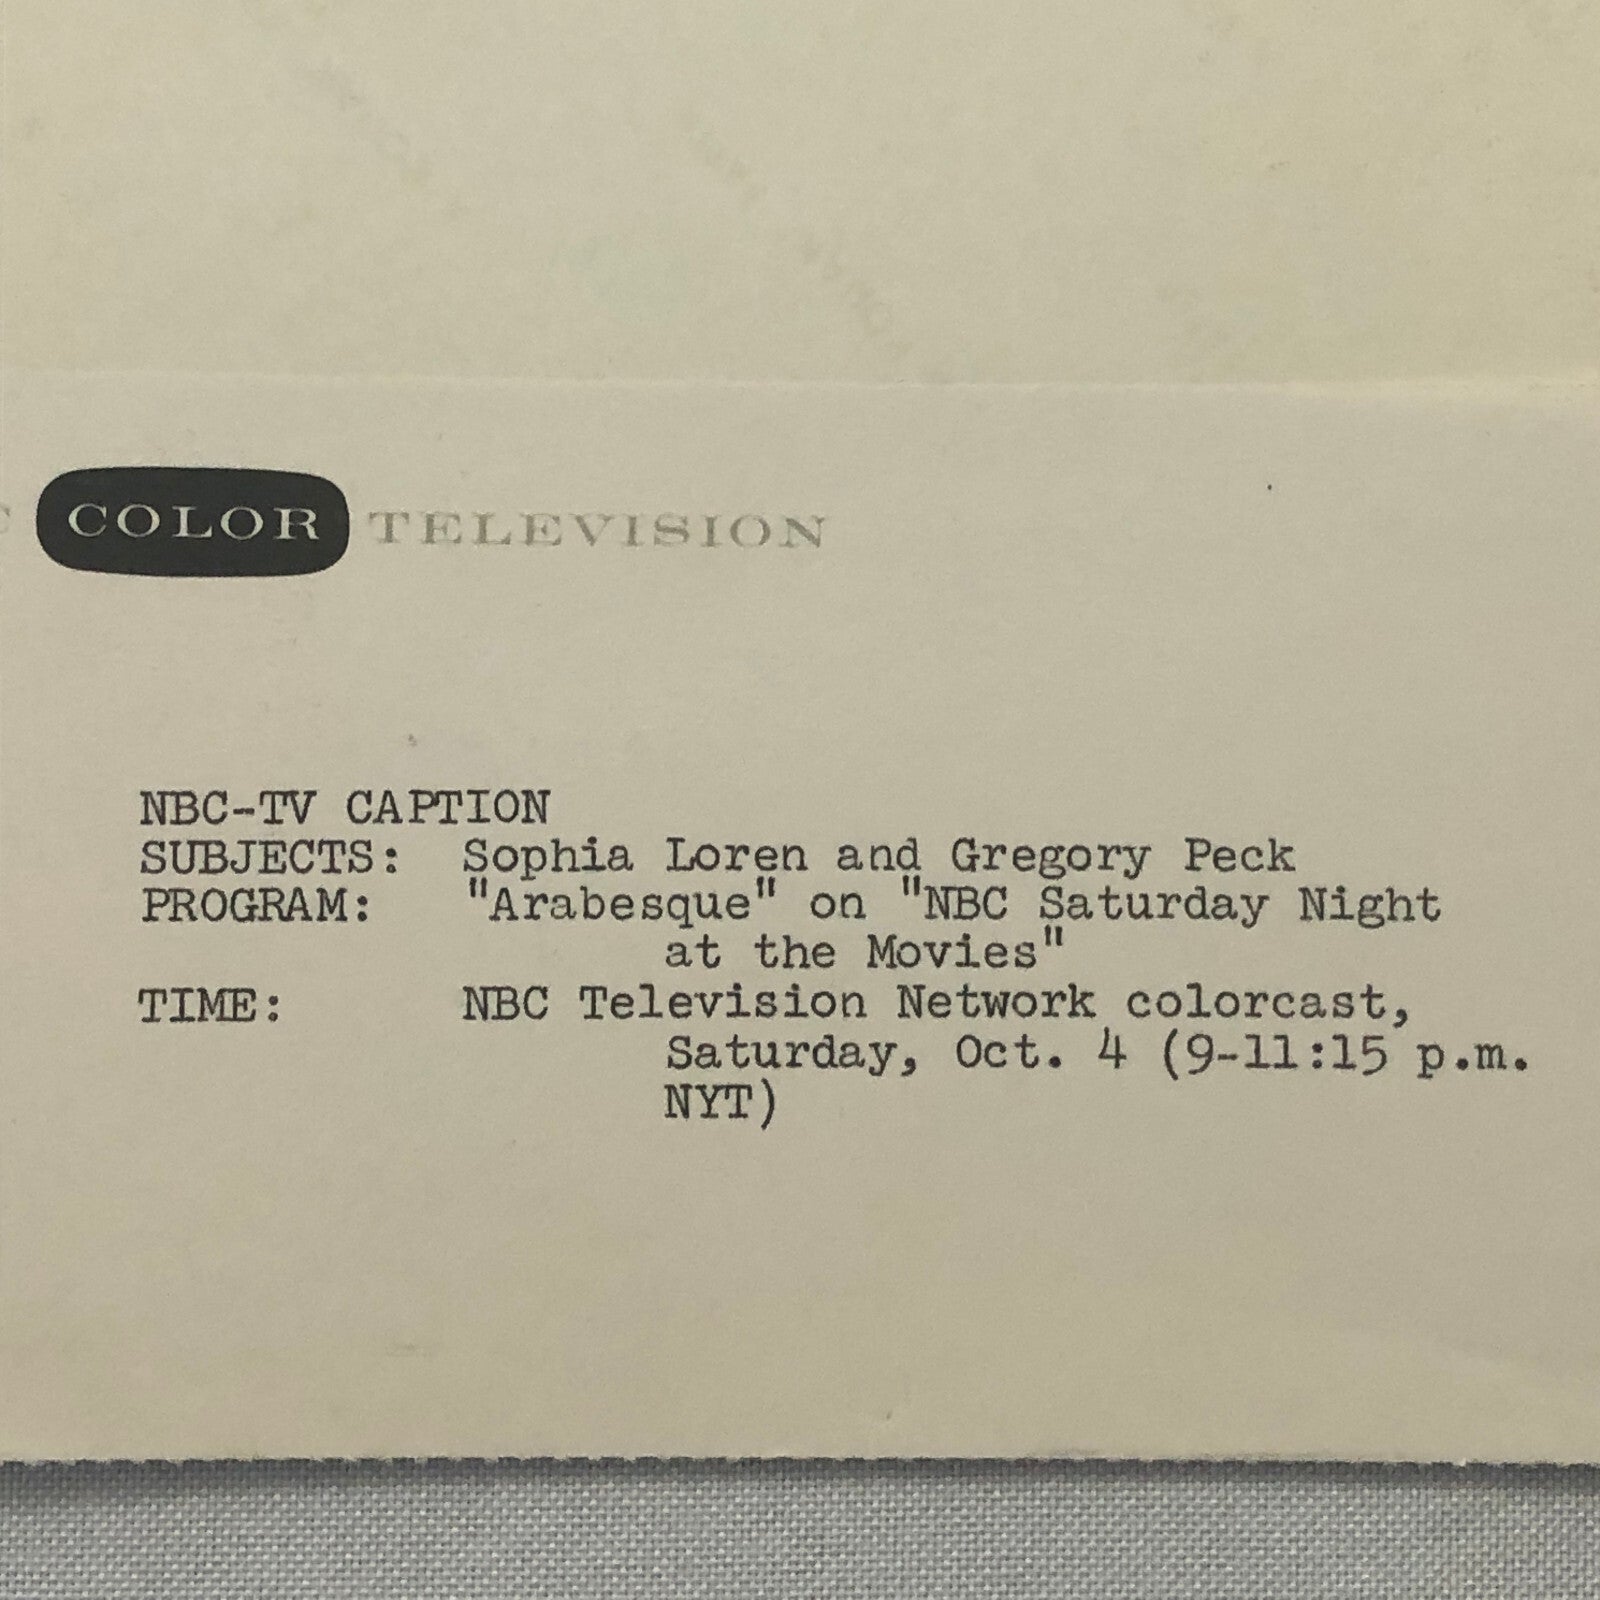 COLOR TELEVISION
NBC-TV CAPTION
SUBJECTS: Sophia Loren and Gregory Peck
PROGRAM: "Arabesque" on "NBC Saturday Night
at the Movies"
TIME: NBC Television Network colorcast,
Saturday, Oct. 4 (9-11:15 p.m.
NYT)